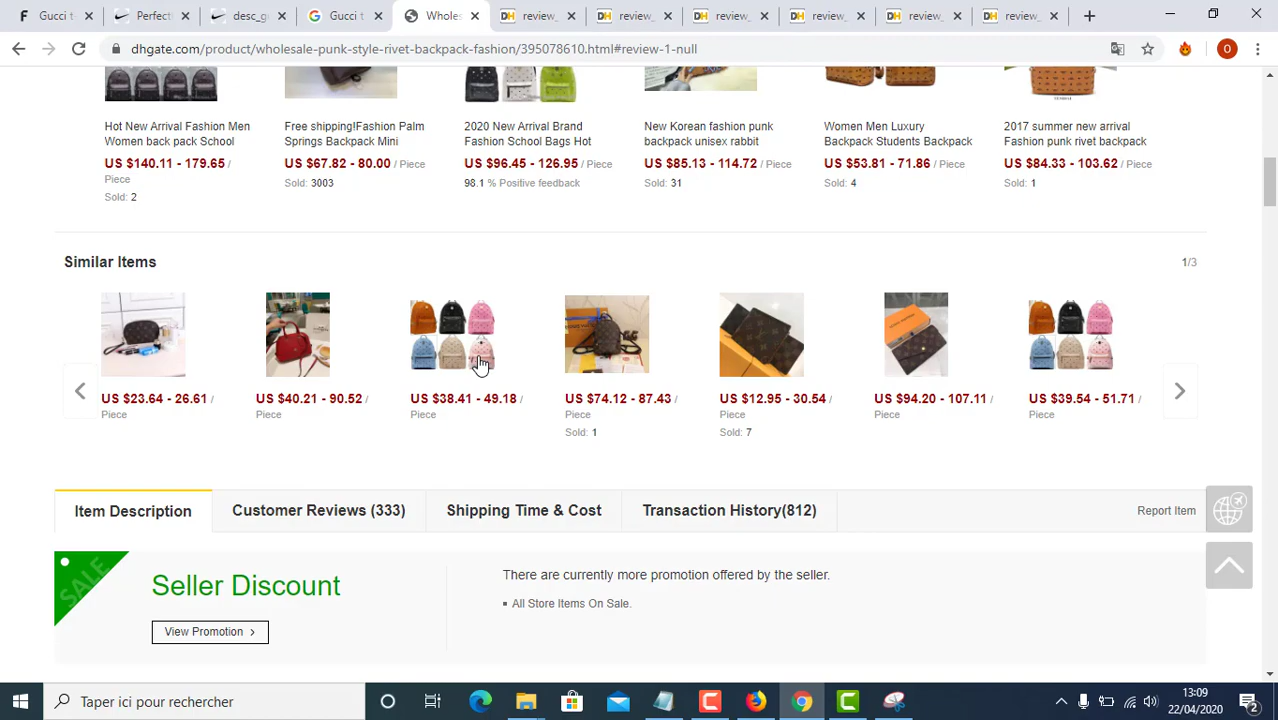 Gucci t
Perfecti
desc_g
Gucci t
Wholes
review_
review_
review_
review_
review_
review_
dhgate.com/product/wholesale-punk-style-rivet-backpack-fashion/395078610.html#review-1-null
O
Hot New Arrival Fashion Men
Women back pack School
US $140.11 - 179.65 /
Piece
Sold: 2
Free shipping!Fashion Palm
Springs Backpack Mini
US $67.82 - 80.00 / Piece
Sold: 3003
2020 New Arrival Brand
Fashion School Bags Hot
US $96.45 - 126.95 / Piece
98.1 % Positive feedback
New Korean fashion punk
backpack unisex rabbit
US $85.13 - 114.72 / Piece
Sold: 31
Women Men Luxury
Backpack Students Backpack
US $53.81 - 71.86 / Piece
Sold: 4
2017 summer new arrival
Fashion punk rivet backpack
US $84.33 - 103.62 / Piece
Sold: 1
Similar Items
1/3
US $23.64 - 26.61 /
Piece
US $40.21 - 90.52 /
Piece
US $38.41 - 49.18 /
Piece
US $74.12 - 87.43 /
Piece
Sold: 1
US $12.95 - 30.54 /
Piece
Sold: 7
US $94.20 - 107.11 /
Piece
US $39.54 - 51.71 /
Piece
Item Description
Customer Reviews (333)
Shipping Time & Cost
Transaction History(812)
Report Item
SALE
Seller Discount
View Promotion >
There are currently more promotion offered by the seller.
All Store Items On Sale.
Taper ici pour rechercher
13:09
22/04/2020
2